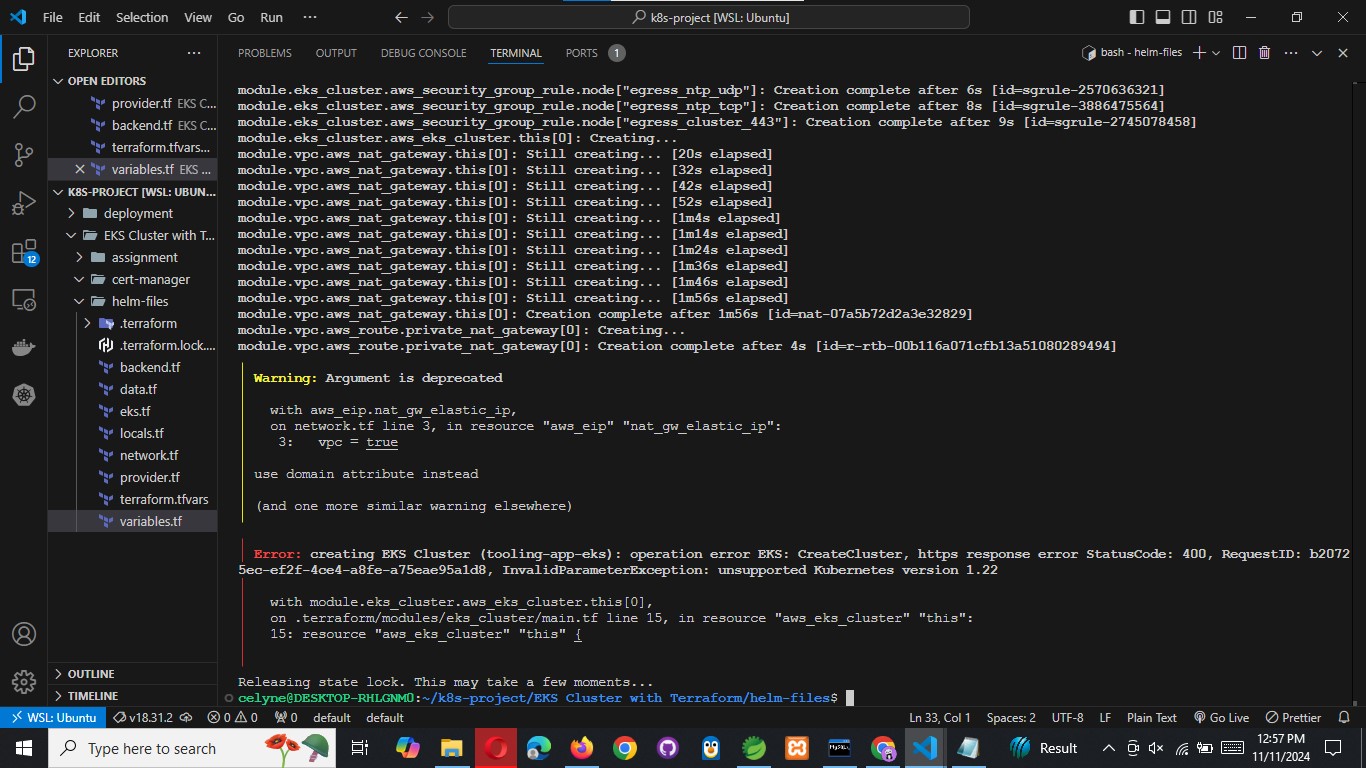 File Edit Selection View Go Run ···
k8s-project [WSL: Ubuntu]
EXPLORER ···
OPEN EDITORS
provider.tf EKS C...
backend.tf EKS C...
terraform.tfvars...
variables.tf EKS ...
K8S-PROJECT [WSL: UBUN...
deployment
EKS Cluster with T...
assignment
cert-manager
helm-files
.terraform
.terraform.lock....
backend.tf
data.tf
eks.tf
locals.tf
network.tf
provider.tf
terraform.tfvars
variables.tf
OUTLINE
TIMELINE
12
PROBLEMS OUTPUT DEBUG CONSOLE TERMINAL PORTS 1
bash - helm-files
module.eks_cluster.aws_security_group_rule.node["egress_ntp_udp"]: Creation complete after 6s [id=sgrule-2570636321]
module.eks_cluster.aws_security_group_rule.node["egress_ntp_tcp"]: Creation complete after 8s [id=sgrule-3886475564]
module.eks_cluster.aws_security_group_rule.node["egress_cluster_443"]: Creation complete after 9s [id=sgrule-2745078458]
module.eks_cluster.aws_eks_cluster.this[0]: Creating...
module.vpc.aws_nat_gateway.this[0]: Still creating... [20s elapsed]
module.vpc.aws_nat_gateway.this[0]: Still creating... [32s elapsed]
module.vpc.aws_nat_gateway.this[0]: Still creating... [42s elapsed]
module.vpc.aws_nat_gateway.this[0]: Still creating... [52s elapsed]
module.vpc.aws_nat_gateway.this[0]: Still creating... [1m4s elapsed]
module.vpc.aws_nat_gateway.this[0]: Still creating... [1m14s elapsed]
module.vpc.aws_nat_gateway.this[0]: Still creating... [1m24s elapsed]
module.vpc.aws_nat_gateway.this[0]: Still creating... [1m36s elapsed]
module.vpc.aws_nat_gateway.this[0]: Still creating... [1m46s elapsed]
module.vpc.aws_nat_gateway.this[0]: Still creating... [1m56s elapsed]
module.vpc.aws_nat_gateway.this[0]: Creation complete after 1m56s [id=nat-07a5b72d2a3e32829]
module.vpc.aws_route.private_nat_gateway[0]: Creating...
module.vpc.aws_route.private_nat_gateway[0]: Creation complete after 4s [id=r-rtb-00b116a071cfb13a51080289494]
Warning: Argument is deprecated
with aws_eip.nat_gw_elastic_ip,
on network.tf line 3, in resource "aws_eip" "nat_gw_elastic_ip":
3: vpc = true
use domain attribute instead
(and one more similar warning elsewhere)
Error: creating EKS Cluster (tooling-app-eks): operation error EKS: CreateCluster, https response error StatusCode: 400, RequestID: b2072
5ec-ef2f-4ce4-a8fe-a75eae95a1d8, InvalidParameterException: unsupported Kubernetes version 1.22
with module.eks_cluster.aws_eks_cluster.this[0],
on .terraform/modules/eks_cluster/main.tf line 15, in resource "aws_eks_cluster" "this":
15: resource "aws_eks_cluster" "this" {
Releasing state lock. This may take a few moments...
celyne@DESKTOP-RHLGNM0:~/k8s-project/EKS Cluster with Terraform/helm-files$
WSL: Ubuntu v18.31.2 0 0 0 default default Ln 33, Col 1 Spaces: 2 UTF-8 LF Plain Text Go Live Prettier
Type here to search
Result
12:57 PM
11/11/2024